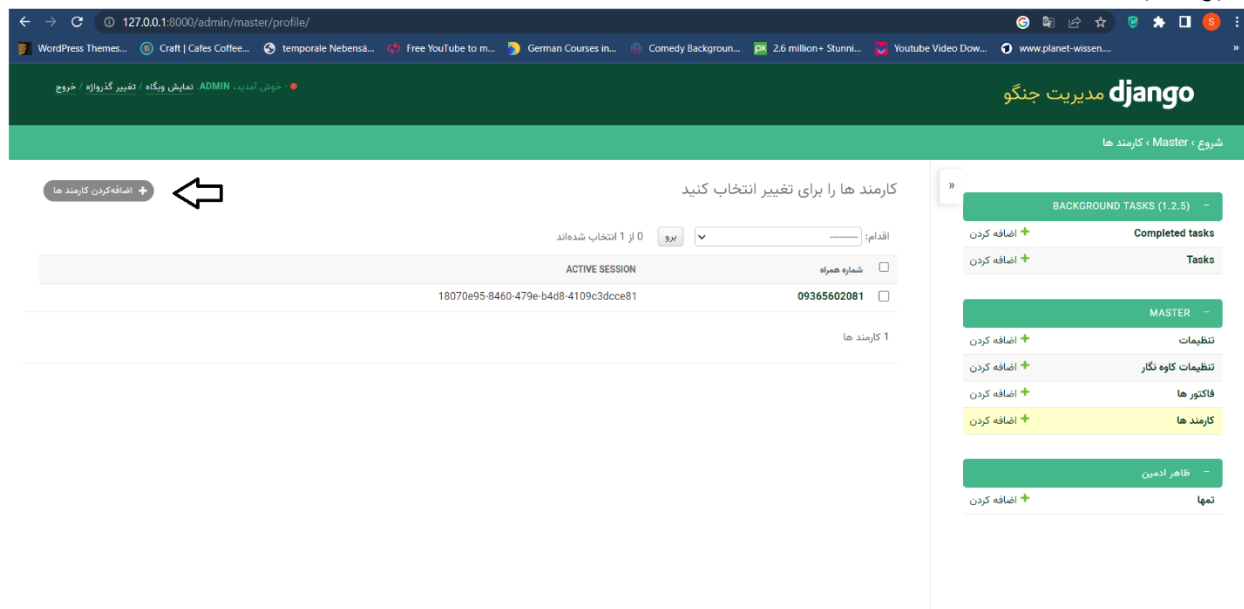 127.0.0.1:8000/admin/master/profile/
WordPress Themes... Craft | Cafes Coffee... temporale Nebensä... Free YouTube to m... German Courses in... Comedy Backgroun... 2.6 million+ Stunni... Youtube Video Dow... www.planet-wissen.... »
django مدیریت جنگو
خوش آمدید، ADMIN. نمایش وبگاه / تغییر گذرواژه / خروج
شروع › Master › کارمند ها
«
BACKGROUND TASKS (1.2.5) −
Completed tasks + اضافه کردن
Tasks + اضافه کردن
MASTER −
تنظیمات + اضافه کردن
تنظیمات کاوه نگار + اضافه کردن
فاکتور ها + اضافه کردن
کارمند ها + اضافه کردن
− ظاهر ادمین
تمها + اضافه کردن
کارمند ها را برای تغییر انتخاب کنید
+ اضافه‌کردن کارمند ها
اقدام: --------- برو 0 از 1 انتخاب شده‌اند
شماره همراه ACTIVE SESSION
09365602081 18070e95-8460-479e-b4d8-4109c3dcce81
1 کارمند ها